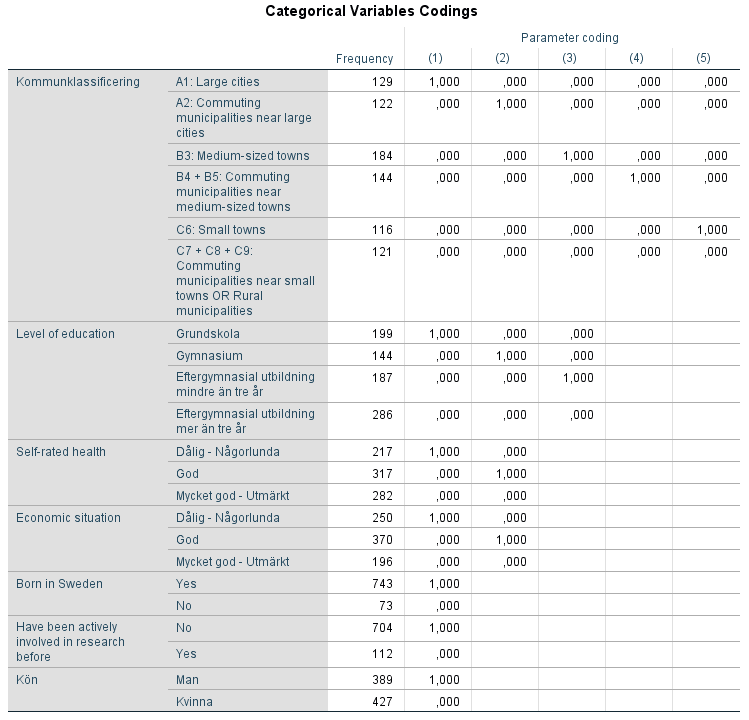 Categorical Variables Codings
Parameter coding
Frequency (1) (2) (3) (4) (5)
Kommunklassificering A1: Large cities 129 1,000 ,000 ,000 ,000 ,000
A2: Commuting
municipalities near large
cities
122 ,000 1,000 ,000 ,000 ,000
B3: Medium-sized towns 184 ,000 ,000 1,000 ,000 ,000
B4 + B5: Commuting
municipalities near
medium-sized towns
144 ,000 ,000 ,000 1,000 ,000
C6: Small towns 116 ,000 ,000 ,000 ,000 1,000
C7 + C8 + C9:
Commuting
municipalities near small
towns OR Rural
municipalities
121 ,000 ,000 ,000 ,000 ,000
Level of education Grundskola 199 1,000 ,000 ,000
Gymnasium 144 ,000 1,000 ,000
Eftergymnasial utbildning
mindre än tre år
187 ,000 ,000 1,000
Eftergymnasial utbildning
mer än tre år
286 ,000 ,000 ,000
Self-rated health Dålig - Någorlunda 217 1,000 ,000
God 317 ,000 1,000
Mycket god - Utmärkt 282 ,000 ,000
Economic situation Dålig - Någorlunda 250 1,000 ,000
God 370 ,000 1,000
Mycket god - Utmärkt 196 ,000 ,000
Born in Sweden Yes 743 1,000
No 73 ,000
Have been actively
involved in research
before
No 704 1,000
Yes 112 ,000
Kön Man 389 1,000
Kvinna 427 ,000